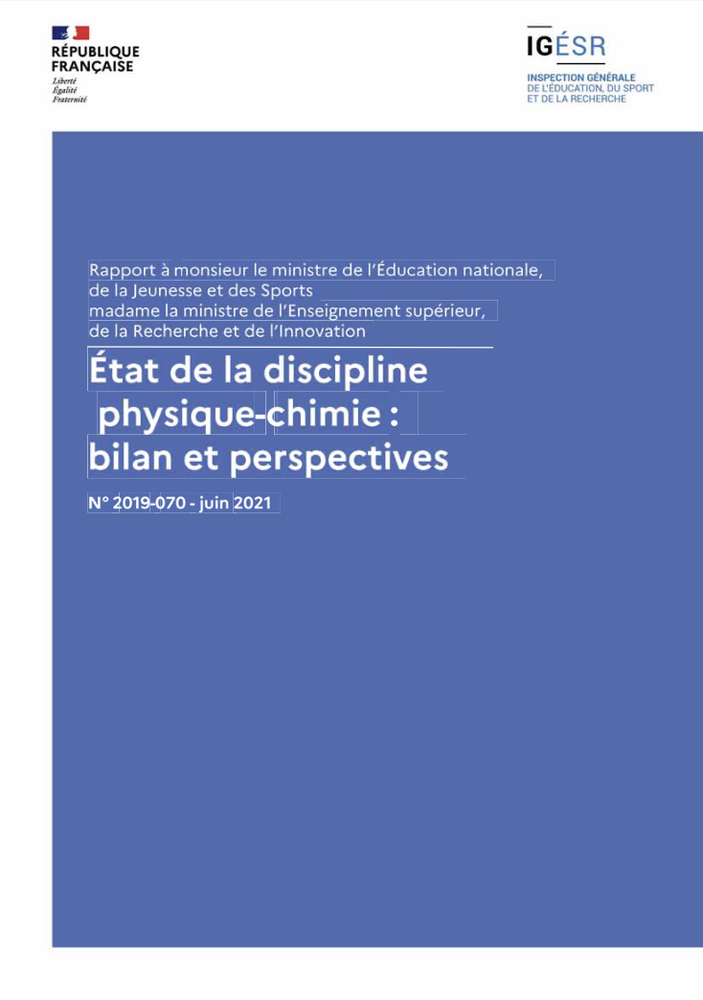 RÉPUBLIQUE
FRANÇAISE
Liberté
Égalité
Fraternité
IGÉSR
INSPECTION GÉNÉRALE
DE L'ÉDUCATION, DU SPORT
ET DE LA RECHERCHE
Rapport à monsieur le ministre de l'Éducation nationale,
de la Jeunesse et des Sports
madame la ministre de l'Enseignement supérieur,
de la Recherche et de l'Innovation
État de la discipline
physique-chimie :
bilan et perspectives
N° 2019-070 - juin 2021